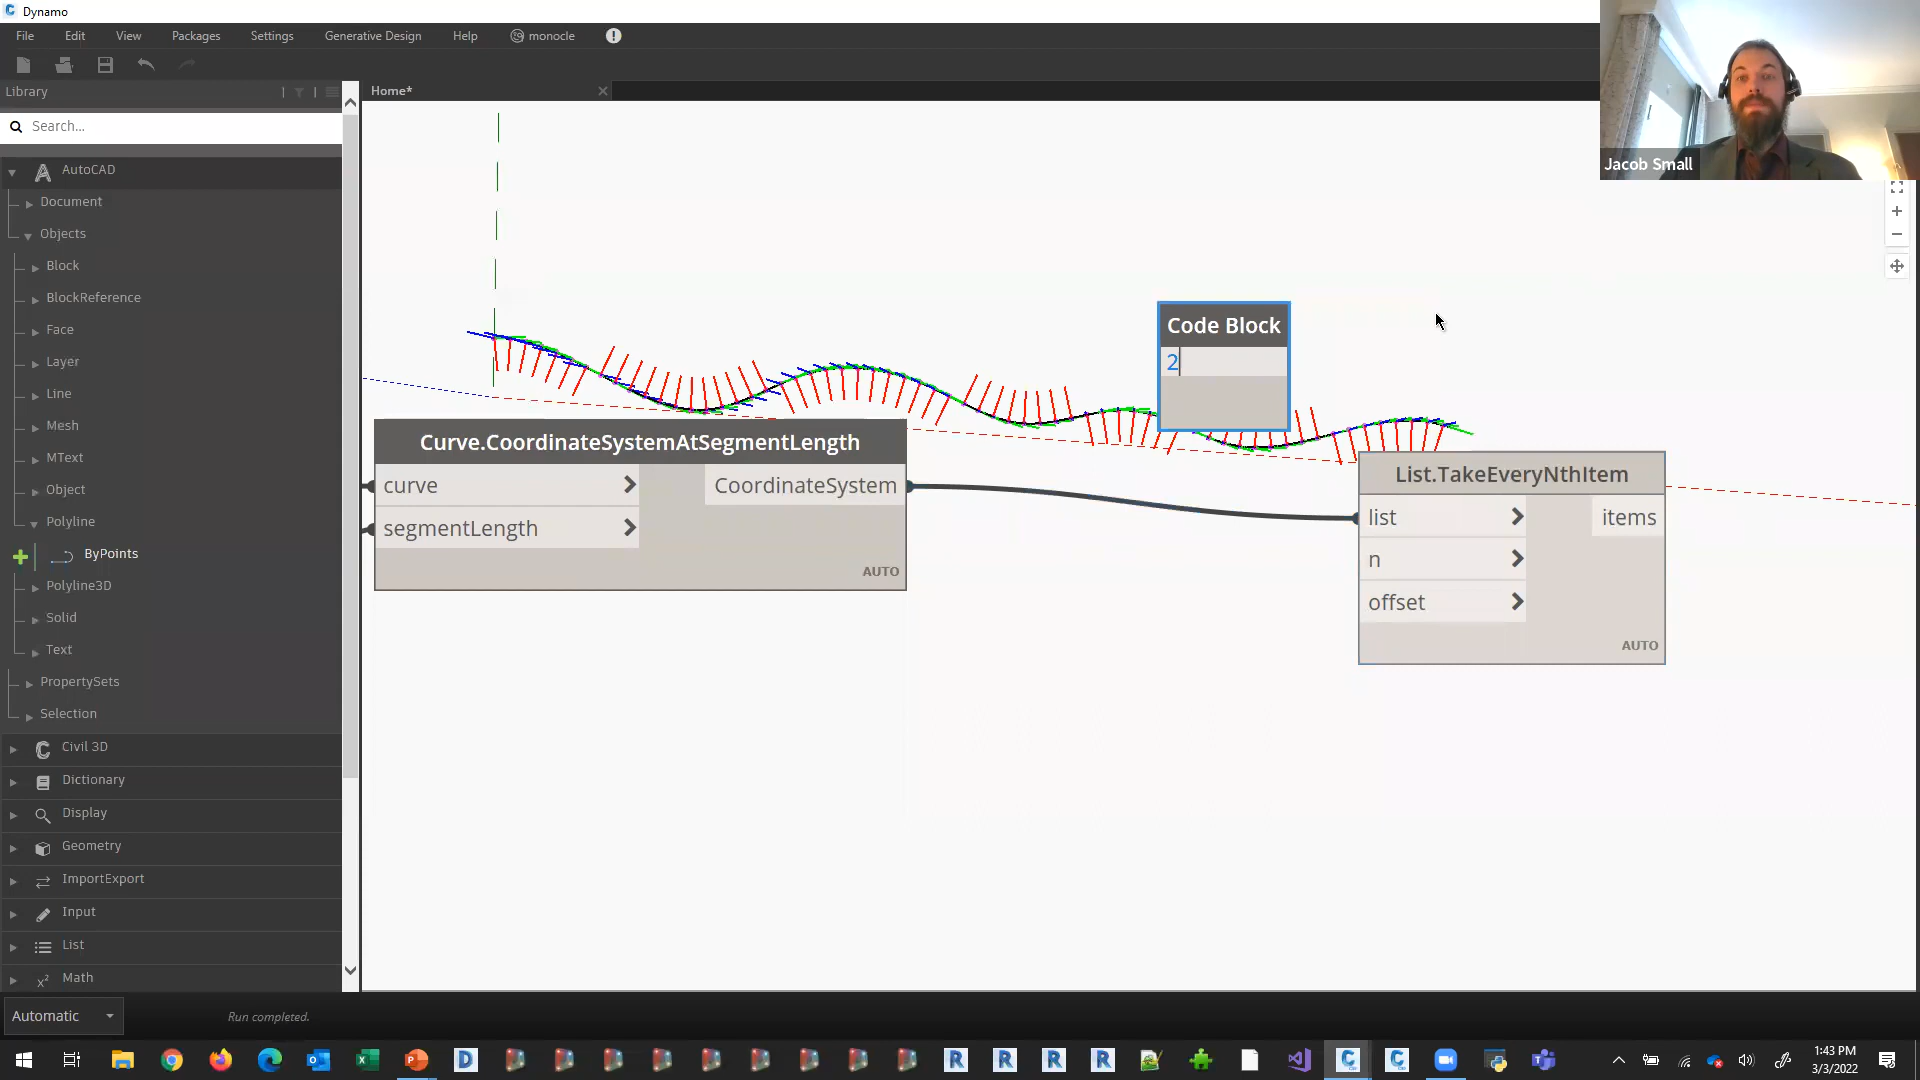 Dynamo
File Edit View Packages Settings Generative Design Help monocle
Library
Home*
Search...
AutoCAD
Document
Objects
Block
BlockReference
Face
Layer
Line
Mesh
MText
Object
Polyline
ByPoints
Polyline3D
Solid
Text
PropertySets
Selection
Civil 3D
Dictionary
Display
Geometry
ImportExport
Input
List
Math
Jacob Small
Code Block
2
Curve.CoordinateSystemAtSegmentLength
curve
CoordinateSystem
segmentLength
AUTO
List.TakeEveryNthItem
list
items
n
offset
AUTO
Automatic
Run completed.
1:43 PM
3/3/2022